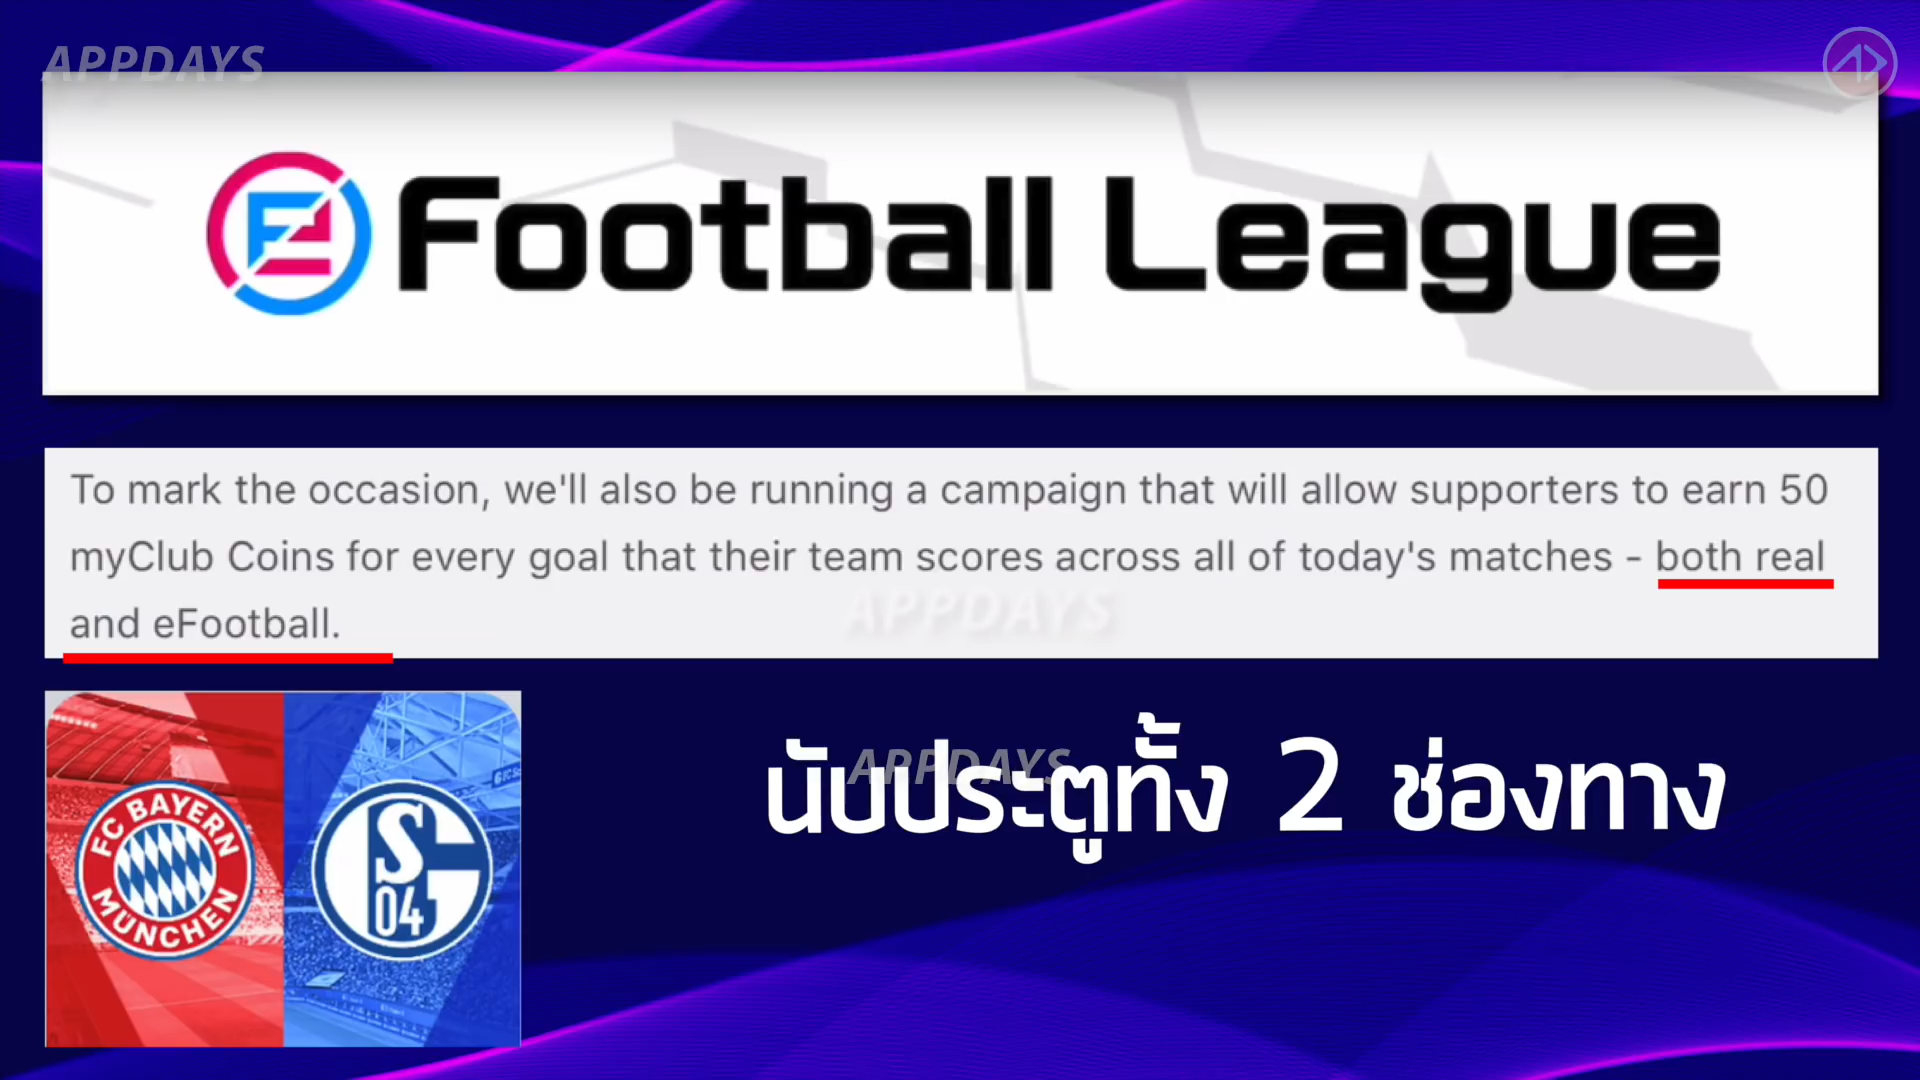 APPDAYS
eFootball League
To mark the occasion, we'll also be running a campaign that will allow supporters to earn 50
myClub Coins for every goal that their team scores across all of today's matches - both real
and eFootball.
APPDAYS
APPDAYS
นับประตูทั้ง 2 ช่องทาง
FC BAYERN
MÜNCHEN
S
04